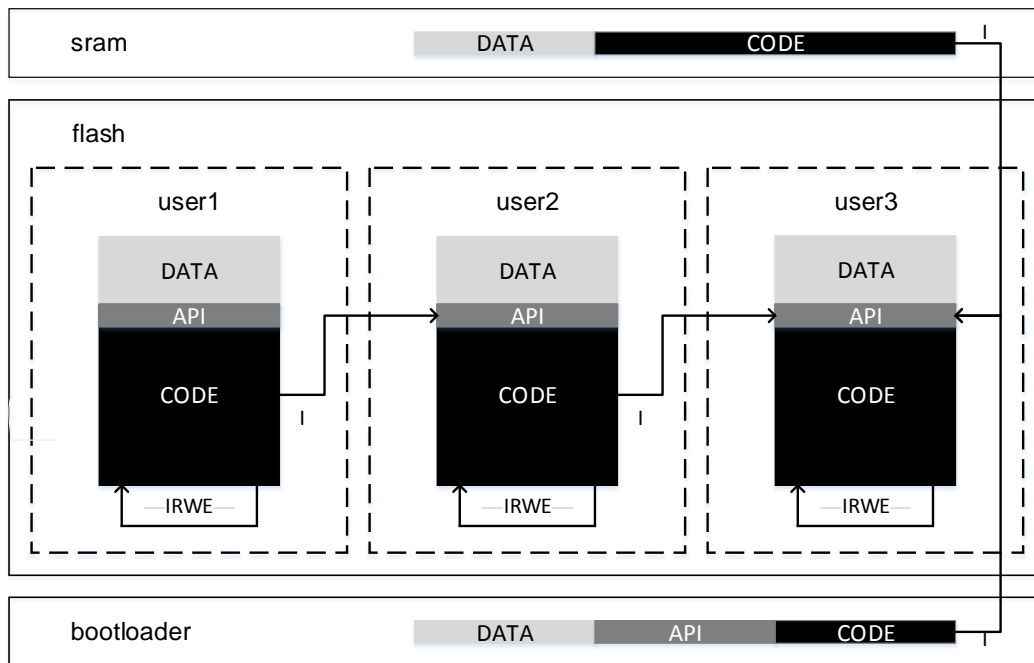 sram DATA CODE I
flash
user1 user2 user3
DATA DATA DATA
API API API
CODE CODE CODE
I I
IRWE IRWE IRWE
bootloader DATA API CODE I